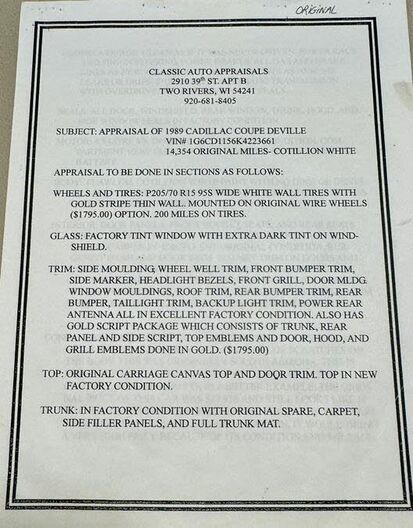 ORIGINAL
CLASSIC AUTO APPRAISALS
2910 39th ST. APT B
TWO RIVERS, WI 54241
920-681-8405
SUBJECT: APPRAISAL OF 1989 CADILLAC COUPE DEVILLE
VIN# 1G6CD1156K4223661
14,354 ORIGINAL MILES- COTILLION WHITE
APPRAISAL TO BE DONE IN SECTIONS AS FOLLOWS:
WHEELS AND TIRES: P205/70 R15 95S WIDE WHITE WALL TIRES WITH
GOLD STRIPE THIN WALL. MOUNTED ON ORIGINAL WIRE WHEELS
($1795.00) OPTION. 200 MILES ON TIRES.
GLASS: FACTORY TINT WINDOW WITH EXTRA DARK TINT ON WIND-
SHIELD.
TRIM: SIDE MOULDING, WHEEL WELL TRIM, FRONT BUMPER TRIM,
SIDE MARKER, HEADLIGHT BEZELS, FRONT GRILL, DOOR MLDG.
WINDOW MOULDINGS, ROOF TRIM, REAR BUMPER TRIM, REAR
BUMPER, TAILLIGHT TRIM, BACKUP LIGHT TRIM, POWER REAR
ANTENNA ALL IN EXCELLENT FACTORY CONDITION. ALSO HAS
GOLD SCRIPT PACKAGE WHICH CONSISTS OF TRUNK, REAR
PANEL AND SIDE SCRIPT, TOP EMBLEMS AND DOOR, HOOD, AND
GRILL EMBLEMS DONE IN GOLD. ($1795.00)
TOP: ORIGINAL CARRIAGE CANVAS TOP AND DOOR TRIM. TOP IN NEW
FACTORY CONDITION.
TRUNK: IN FACTORY CONDITION WITH ORIGINAL SPARE, CARPET,
SIDE FILLER PANELS, AND FULL TRUNK MAT.